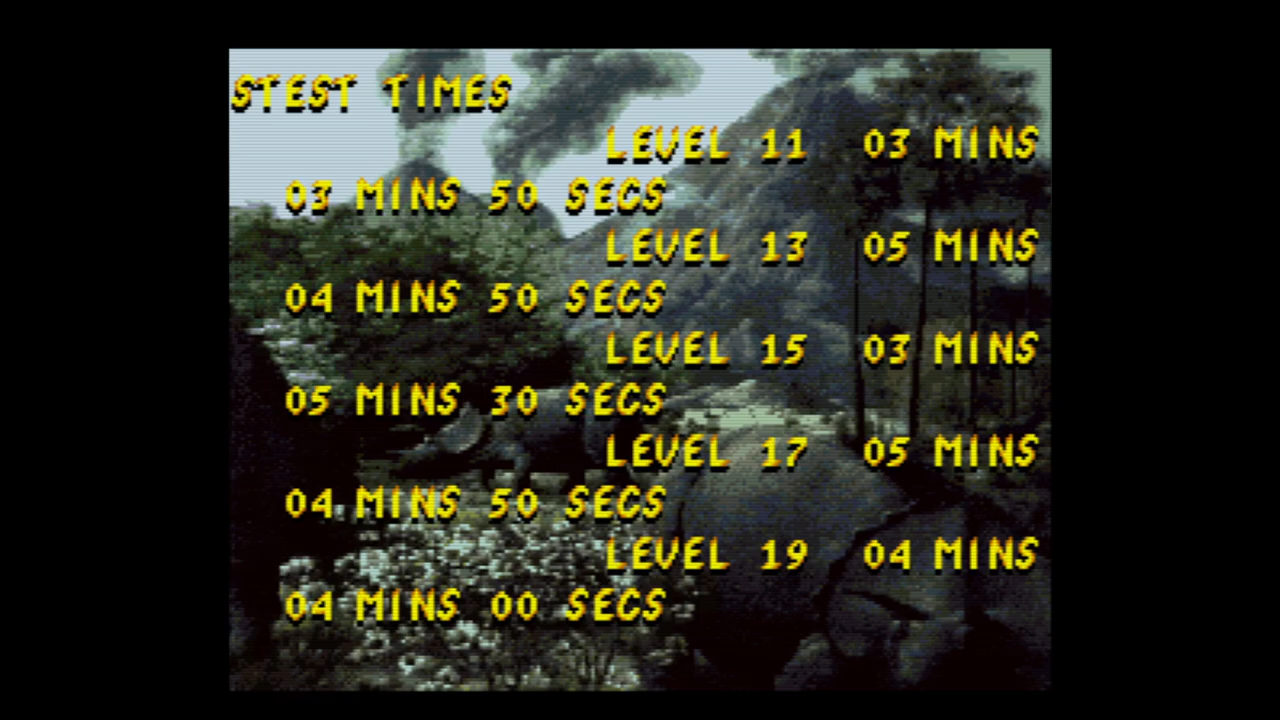 STEST TIMES
LEVEL 11 03 MINS
03 MINS 50 SECS
LEVEL 13 05 MINS
04 MINS 50 SECS
LEVEL 15 03 MINS
05 MINS 30 SECS
LEVEL 17 05 MINS
04 MINS 50 SECS
LEVEL 19 04 MINS
04 MINS 00 SECS